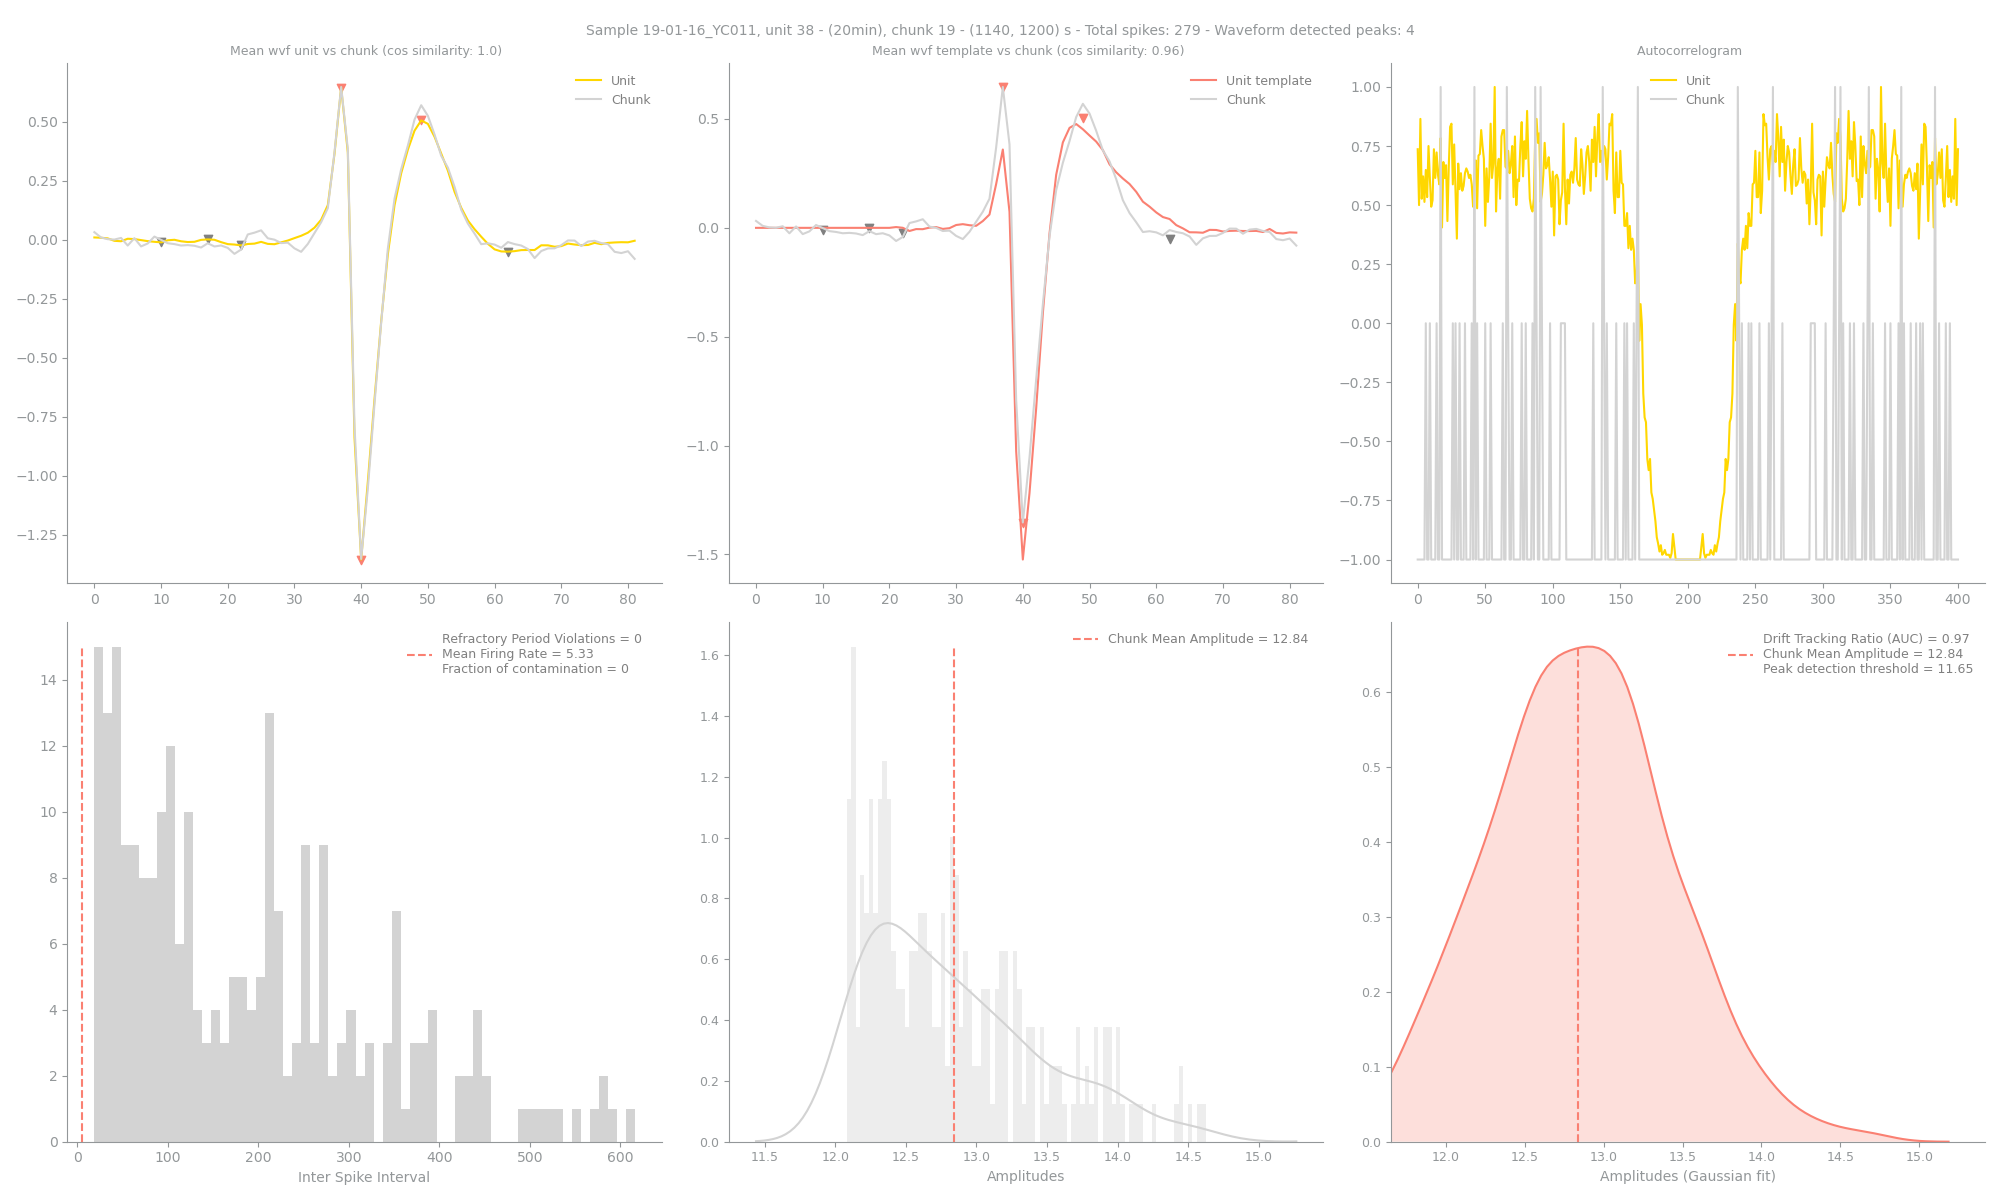 Sample 19-01-16_YC011, unit 38 - (20min), chunk 19 - (1140, 1200) s - Total spikes: 279 - Waveform detected peaks: 4
Mean wvf unit vs chunk (cos similarity: 1.0)
Unit
Chunk
0.50
0.25
0.00
−0.25
−0.50
−0.75
−1.00
−1.25
0 10 20 30 40 50 60 70 80
Mean wvf template vs chunk (cos similarity: 0.96)
Unit template
Chunk
0.5
0.0
−0.5
−1.0
−1.5
0 10 20 30 40 50 60 70 80
Autocorrelogram
Unit
Chunk
1.00
0.75
0.50
0.25
0.00
−0.25
−0.50
−0.75
−1.00
0 50 100 150 200 250 300 350 400
Refractory Period Violations = 0
Mean Firing Rate = 5.33
Fraction of contamination = 0
14
12
10
8
6
4
2
0
0 100 200 300 400 500 600
Inter Spike Interval
Chunk Mean Amplitude = 12.84
1.6
1.4
1.2
1.0
0.8
0.6
0.4
0.2
0.0
11.5 12.0 12.5 13.0 13.5 14.0 14.5 15.0
Amplitudes
Drift Tracking Ratio (AUC) = 0.97
Chunk Mean Amplitude = 12.84
Peak detection threshold = 11.65
0.6
0.5
0.4
0.3
0.2
0.1
0.0
12.0 12.5 13.0 13.5 14.0 14.5 15.0
Amplitudes (Gaussian fit)